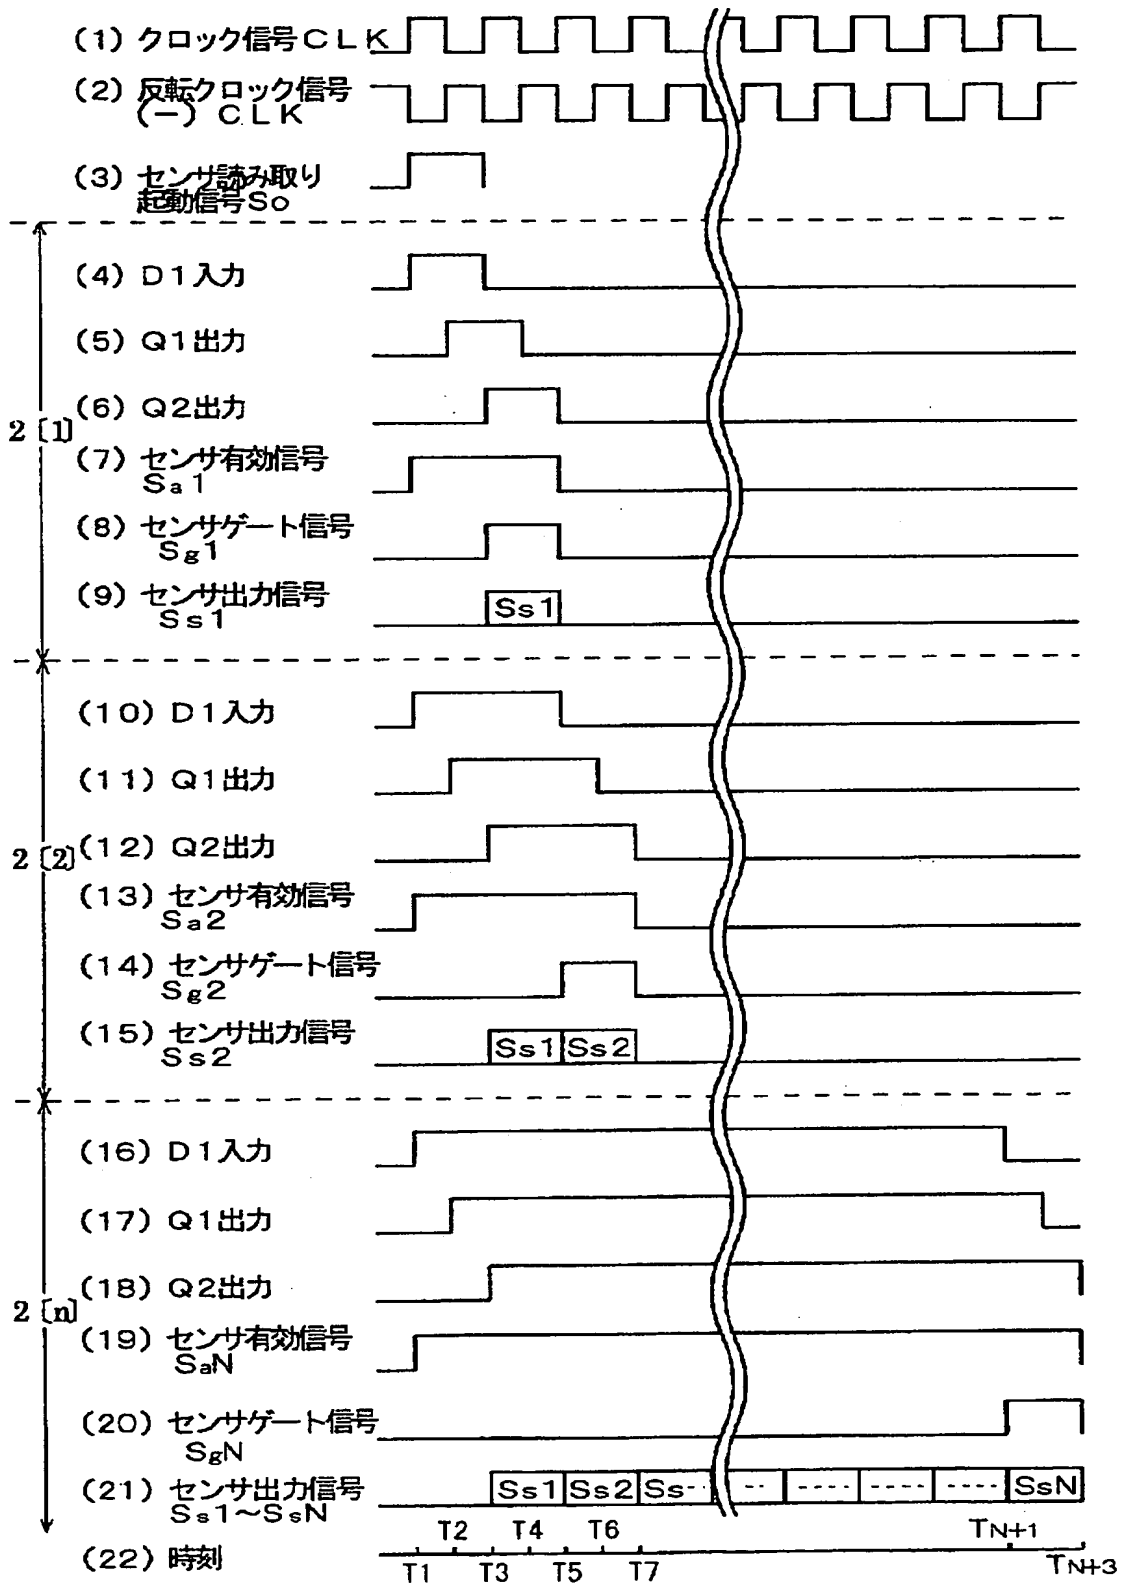 (1) クロック信号CLK
(2) 反転クロック信号
(-) CLK
(3) センサ読み取り
起動信号So
2〔1〕
(4) D1入力
(5) Q1出力
(6) Q2出力
(7) センサ有効信号
Sa1
(8) センサゲート信号
Sg1
(9) センサ出力信号
Ss1
Ss1
2〔2〕
(10) D1入力
(11) Q1出力
(12) Q2出力
(13) センサ有効信号
Sa2
(14) センサゲート信号
Sg2
(15) センサ出力信号
Ss2
Ss1 Ss2
2〔n〕
(16) D1入力
(17) Q1出力
(18) Q2出力
(19) センサ有効信号
SaN
(20) センサゲート信号
SgN
(21) センサ出力信号
Ss1~SsN
Ss1 Ss2 Ss-- -- ---- ---- ---- SsN
(22) 時刻
T1 T2 T3 T4 T5 T6 T7 TN+1 TN+3